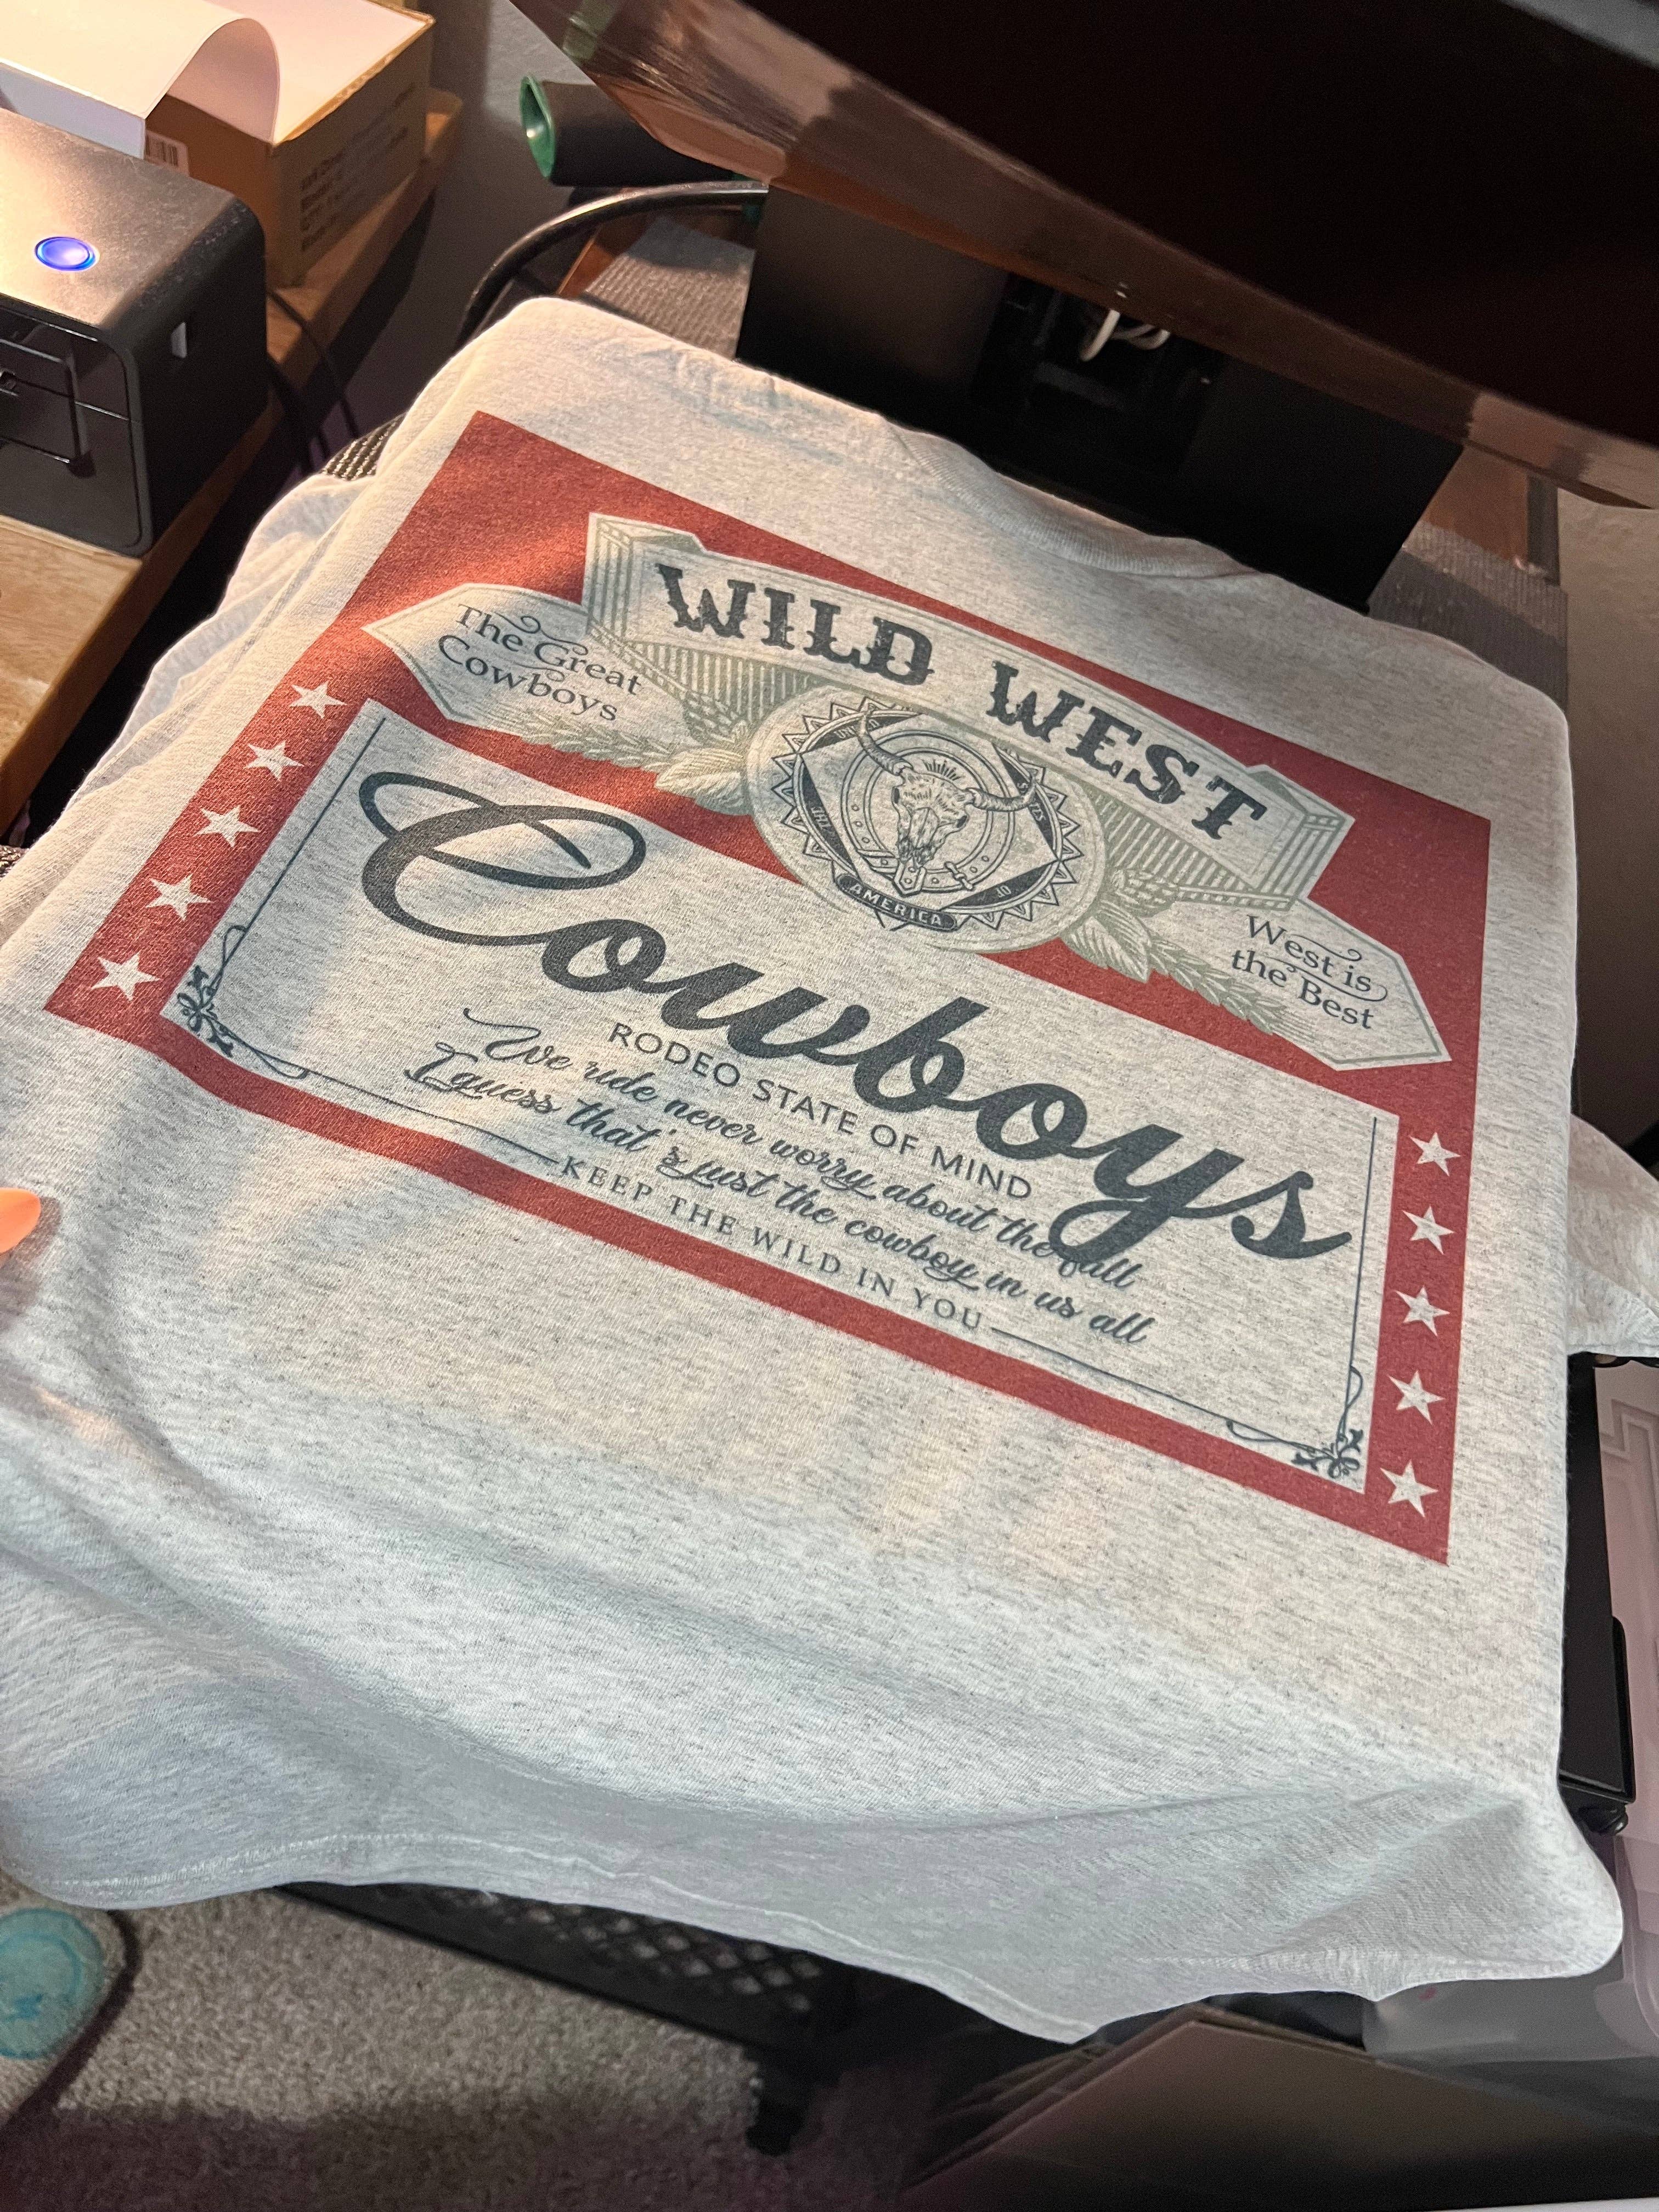 WILD WEST
The Great
Cowboys
West is
the Best
AMERICA
Cowboys
RODEO STATE OF MIND
We ride never worry about the fall
I guess that's just the cowboy in us all
KEEP THE WILD IN YOU